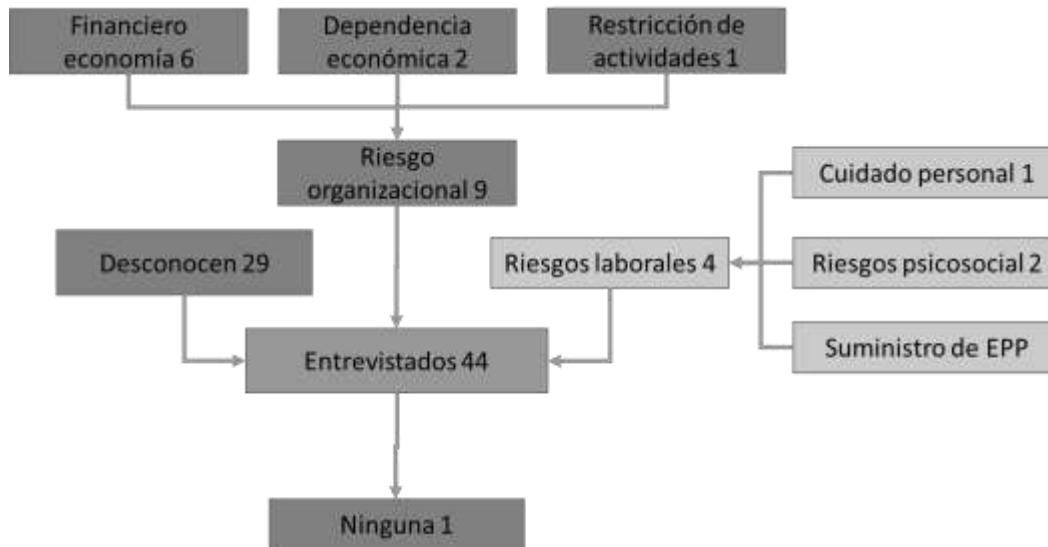 Financiero
economía 6
Dependencia
económica 2
Restricción de
actividades 1
Riesgo
organizacional 9
Cuidado personal 1
Desconocen 29
Riesgos laborales 4
Riesgos psicosocial 2
Suministro de EPP
Entrevistados 44
Ninguna 1